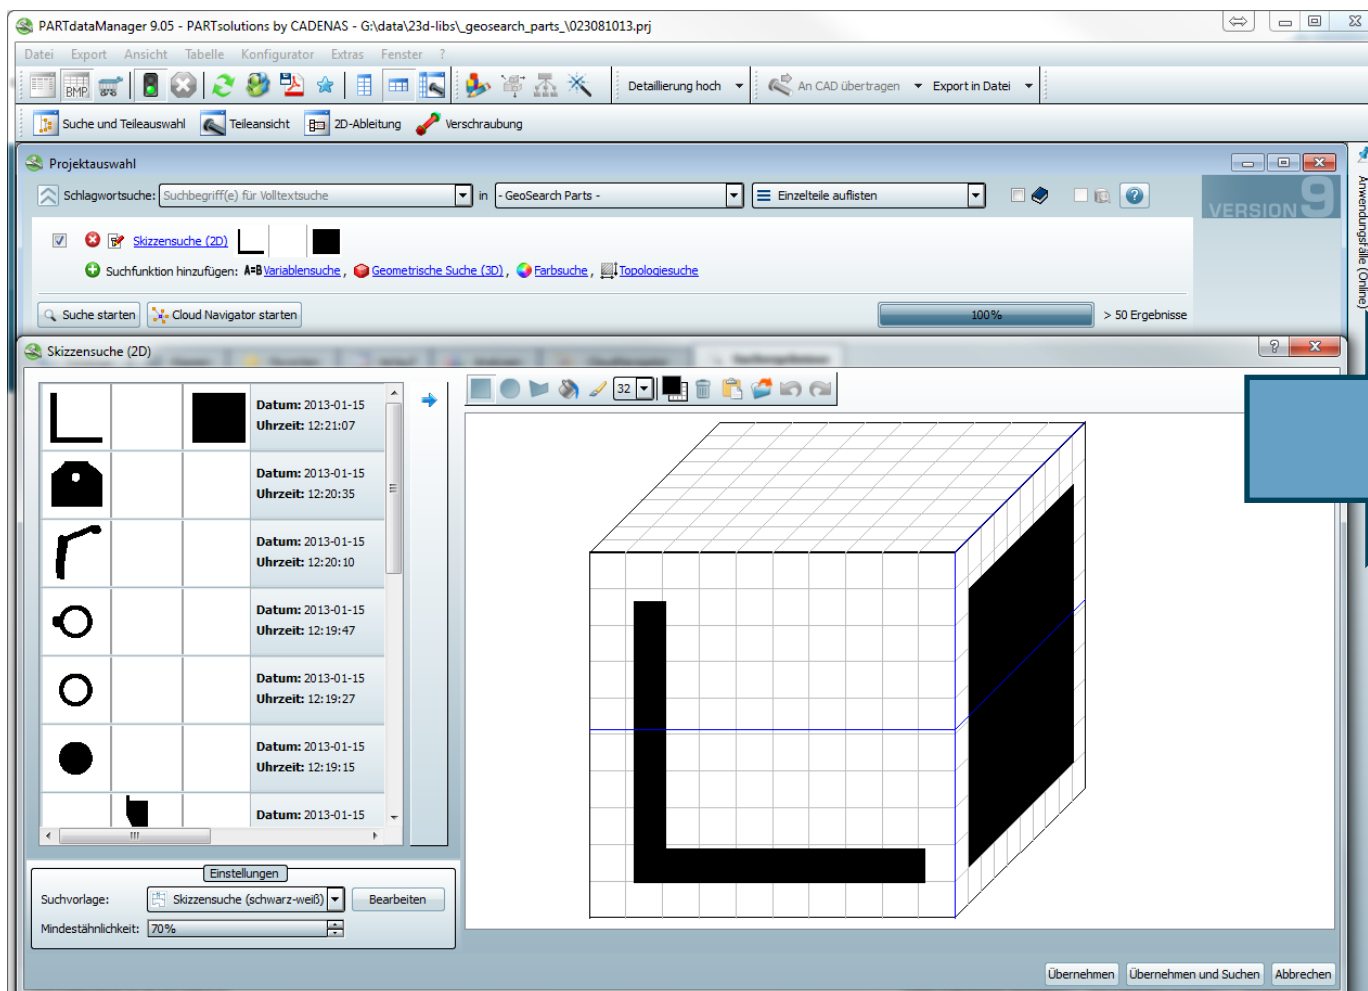 PARTdataManager 9.05 - PARTsolutions by CADENAS - G:\data\23d-libs\_geosearch_parts_\023081013.prj
Datei Export Ansicht Tabelle Konfigurator Extras Fenster ?
BMP Detaillierung hoch An CAD übertragen Export in Datei
Suche und Teileauswahl Teileansicht 2D-Ableitung Verschraubung
Projektauswahl
Schlagwortsuche: Suchbegriff(e) für Volltextsuche in - GeoSearch Parts - Einzelteile auflisten
VERSION 9
Skizzensuche (2D)
Suchfunktion hinzufügen: A=B Variablensuche, Geometrische Suche (3D), Farbsuche, Topologiesuche
Suche starten Cloud Navigator starten 100% > 50 Ergebnisse
Anwendungsfälle (Online)
Skizzensuche (2D)
32
Datum: 2013-01-15
Uhrzeit: 12:21:07
Datum: 2013-01-15
Uhrzeit: 12:20:35
Datum: 2013-01-15
Uhrzeit: 12:20:10
Datum: 2013-01-15
Uhrzeit: 12:19:47
Datum: 2013-01-15
Uhrzeit: 12:19:27
Datum: 2013-01-15
Uhrzeit: 12:19:15
Datum: 2013-01-15
Einstellungen
Suchvorlage: Skizzensuche (schwarz-weiß) Bearbeiten
Mindestähnlichkeit: 70%
Übernehmen Übernehmen und Suchen Abbrechen